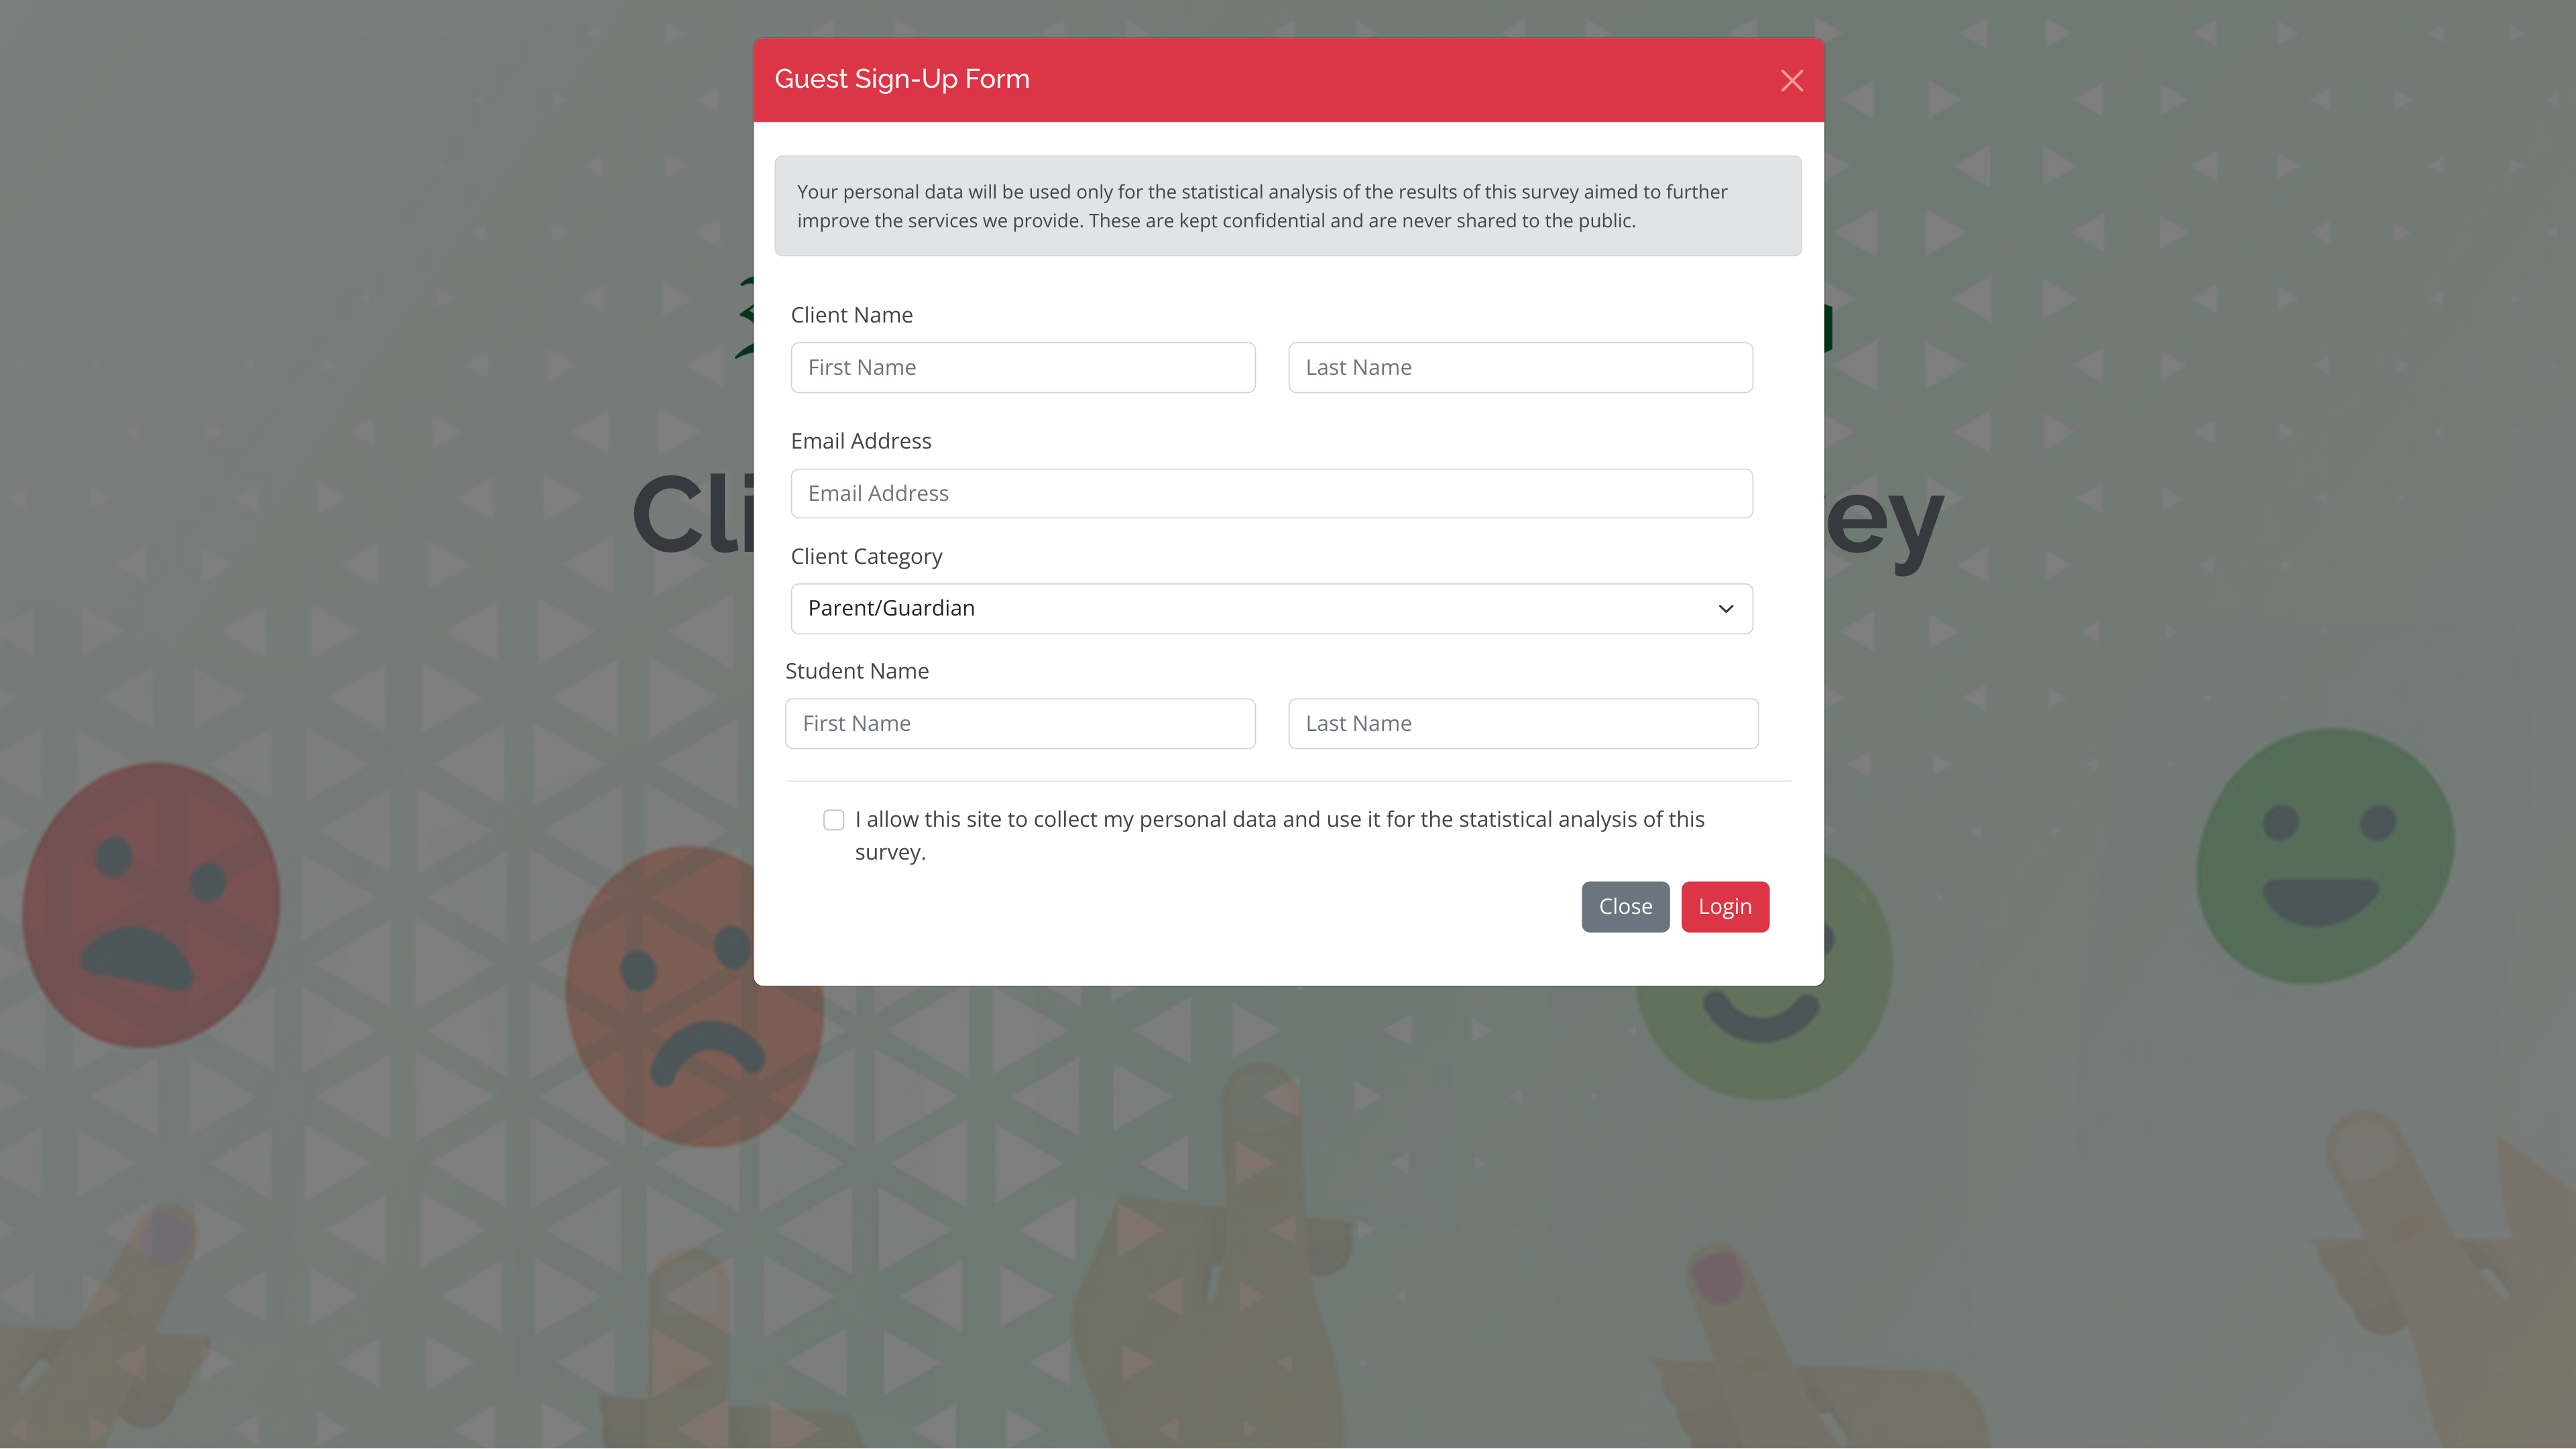 Guest Sign-Up Form
Your personal data will be used only for the statistical analysis of the results of this survey aimed to further
improve the services we provide. These are kept confidential and are never shared to the public.
Client Name
First Name Last Name
Email Address
Email Address
Client Category
Parent/Guardian
Student Name
First Name Last Name
I allow this site to collect my personal data and use it for the statistical analysis of this
survey.
Close Login